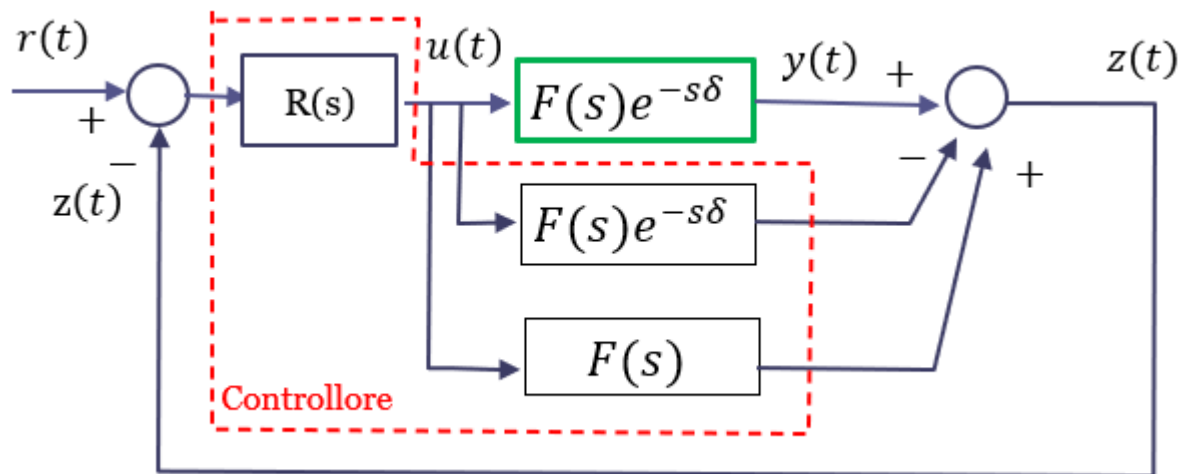 r(t)
+
−
z(t)
R(s)
u(t)
F(s)e^{-sδ}
y(t)
+
z(t)
F(s)e^{-sδ}
−
+
F(s)
Controllore